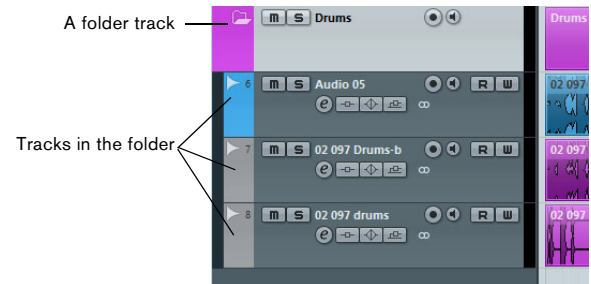 A folder track
m S Drums
Drums
6 m S Audio 05 R W
02 097
e
Tracks in the folder
7 m S 02 097 Drums-b R W
02 097
e
8 m S 02 097 drums R W
02 097
e